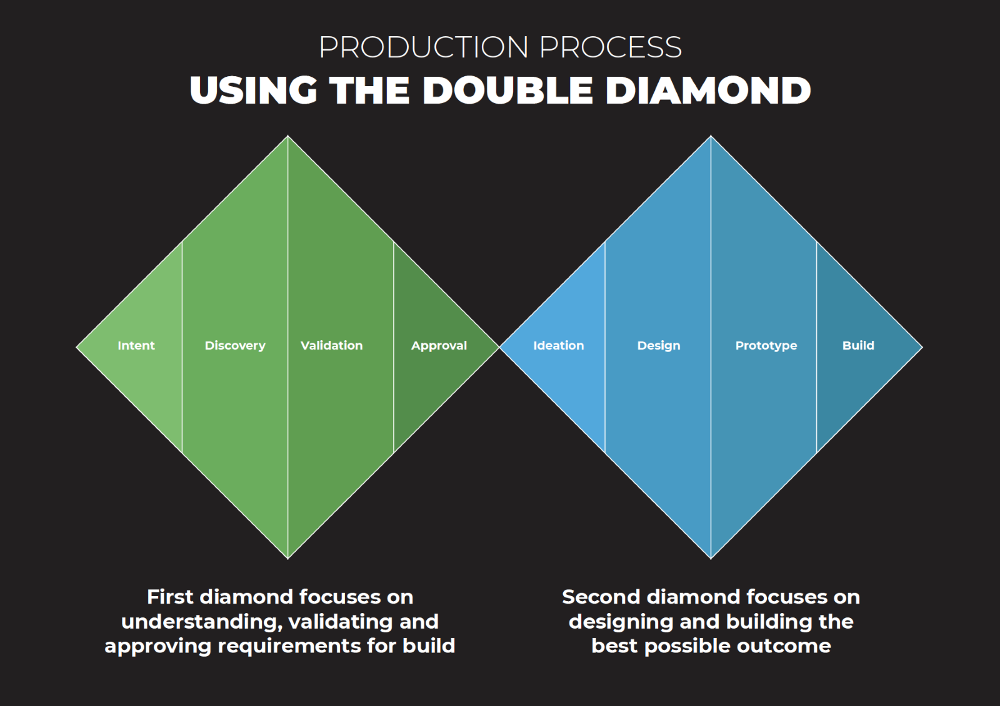 PRODUCTION PROCESS
USING THE DOUBLE DIAMOND
Intent
Discovery
Validation
Approval
Ideation
Design
Prototype
Build
First diamond focuses on
understanding, validating and
approving requirements for build
Second diamond focuses on
designing and building the
best possible outcome